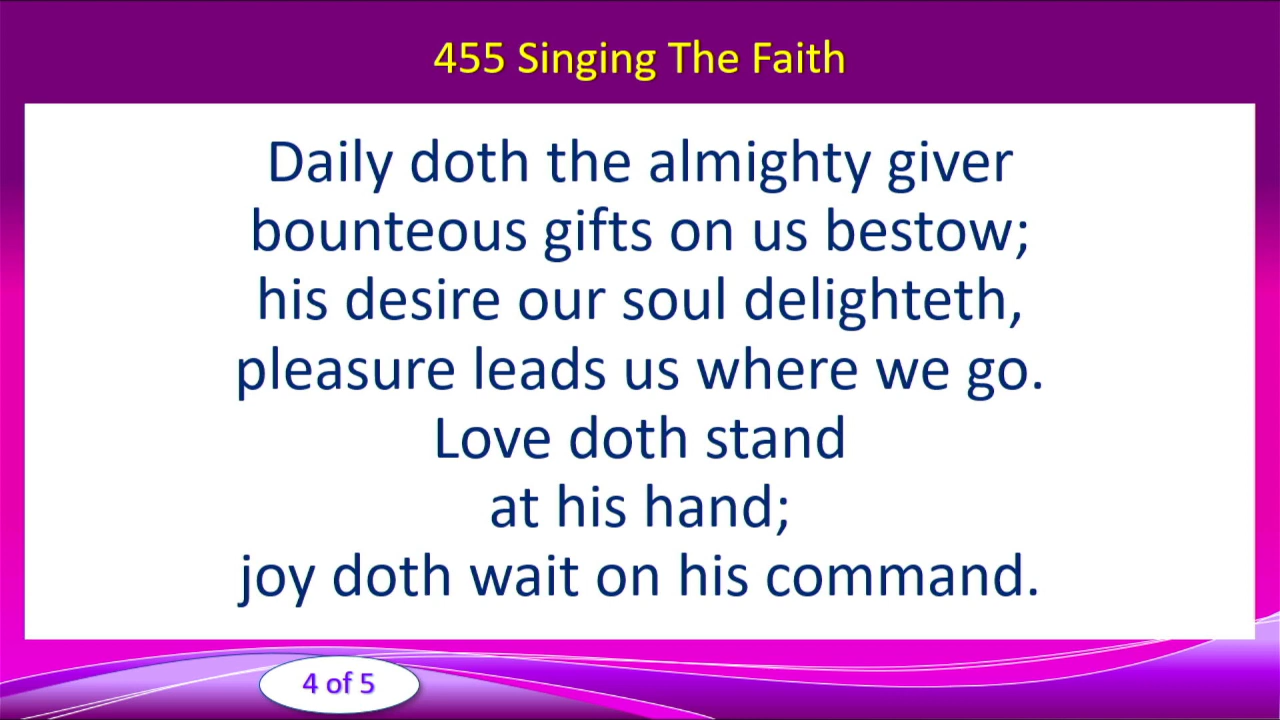 455 Singing The Faith
Daily doth the almighty giver
bounteous gifts on us bestow;
his desire our soul delighteth,
pleasure leads us where we go.
Love doth stand
at his hand;
joy doth wait on his command.
4 of 5